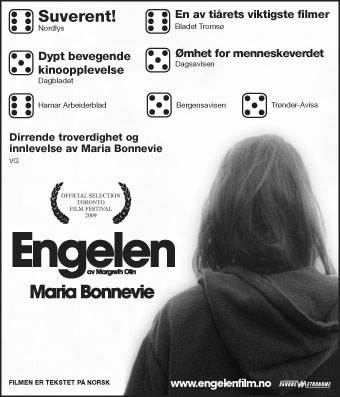 Suverent!
Nordlys
En av tiårets viktigste filmer
Bladet Tromsø
Dypt bevegende
kinoopplevelse
Dagbladet
Ømhet for menneskeverdet
Dagsavisen
Hamar Arbeiderblad
Bergensavisen
Trønder-Avisa
Dirrende troverdighet og
innlevelse av Maria Bonnevie
VG
OFFICIAL SELECTION
TORONTO
FILM FESTIVAL
2009
Engelen
av Margreth Olin
Maria Bonnevie
FILMEN ER TEKSTET PÅ NORSK
www.engelenfilm.no
SANDREW METRONOME